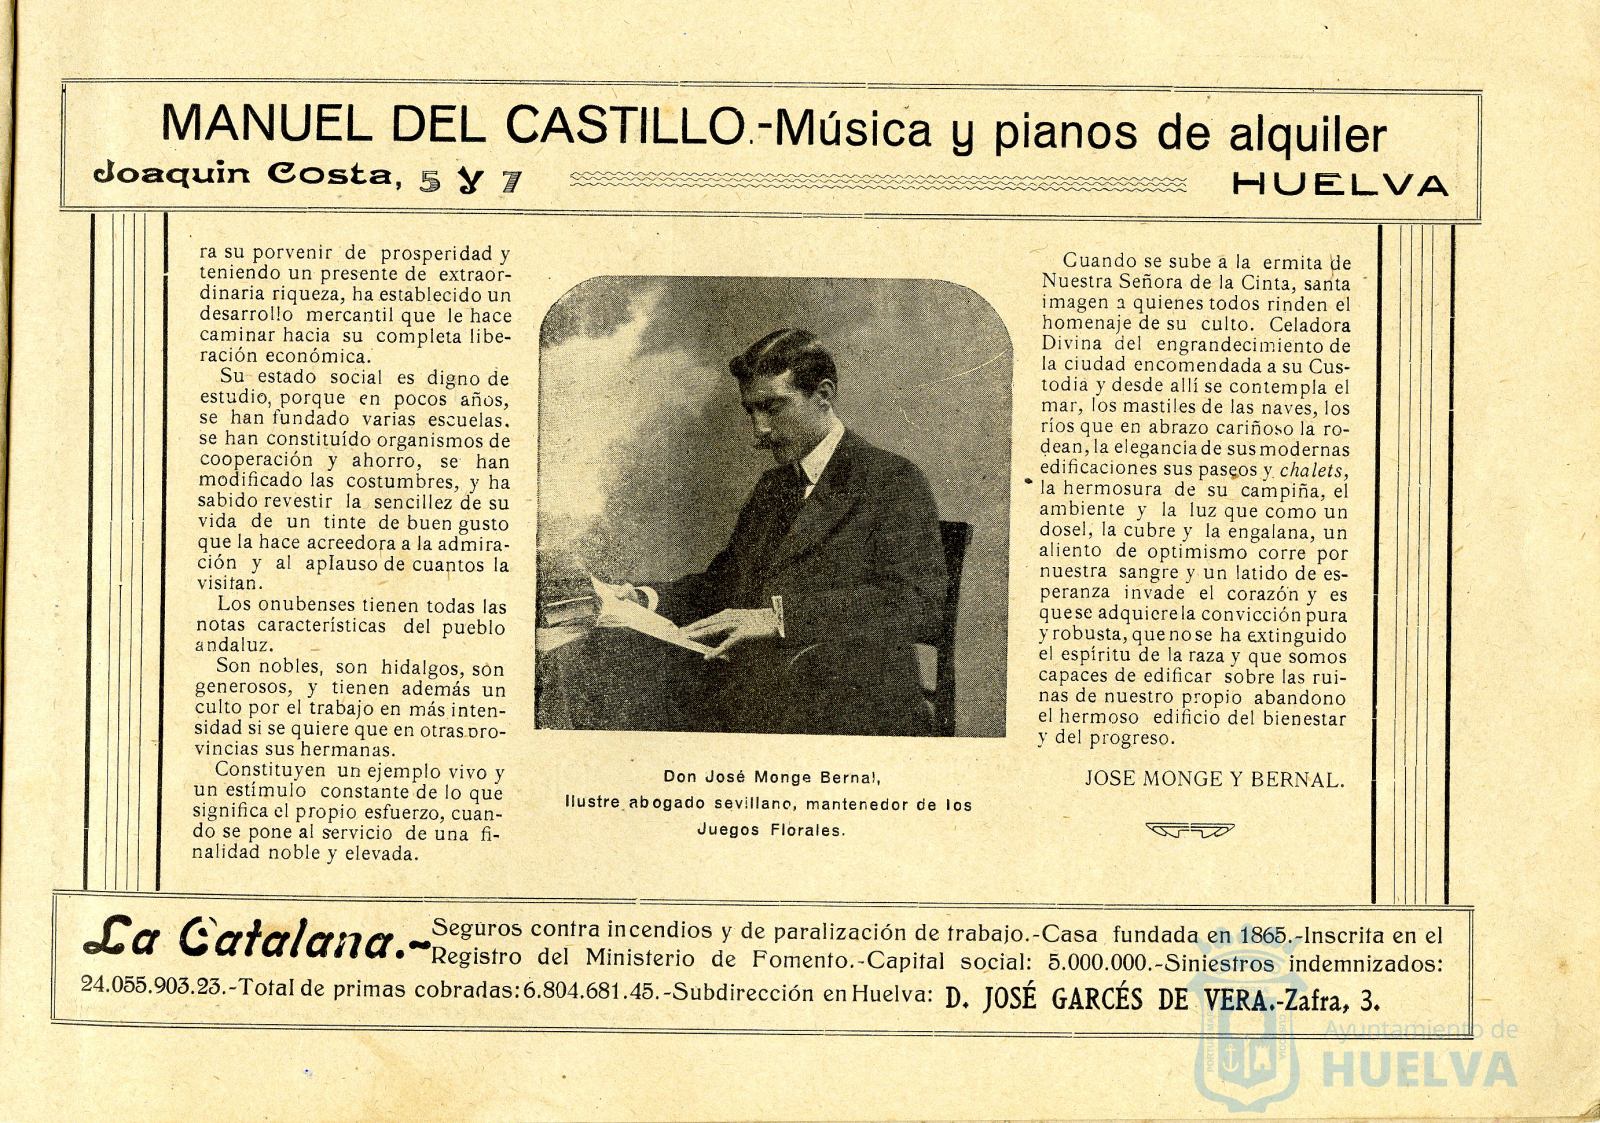 MANUEL DEL CASTILLO.-Música y pianos de alquiler
Joaquin Costa, 5 y 7 HUELVA
ra su porvenir de prosperidad y
teniendo un presente de extraor-
dinaria riqueza, ha establecido un
desarrollo mercantil que le hace
caminar hacia su completa libe-
ración económica.
Su estado social es digno de
estudio, porque en pocos años,
se han fundado varias escuelas.
se han constituído organismos de
cooperación y ahorro, se han
modificado las costumbres, y ha
sabido revestir la sencillez de su
vida de un tinte de buen gusto
que la hace acreedora a la admira-
ción y al aplauso de cuantos la
visitan.
Los onubenses tienen todas las
notas características del pueblo
andaluz.
Son nobles, son hidalgos, son
generosos, y tienen además un
culto por el trabajo en más inten-
sidad si se quiere que en otras pro-
vincias sus hermanas.
Constituyen un ejemplo vivo y
un estímulo constante de lo que
significa el propio esfuerzo, cuan-
do se pone al servicio de una fi-
nalidad noble y elevada.
Don José Monge Bernal,
Ilustre abogado sevillano, mantenedor de los
Juegos Florales.
Cuando se sube a la ermita de
Nuestra Señora de la Cinta, santa
imagen a quienes todos rinden el
homenaje de su culto. Celadora
Divina del engrandecimiento de
la ciudad encomendada a su Cus-
todia y desde allí se contempla el
mar, los mastiles de las naves, los
ríos que en abrazo cariñoso la ro-
dean, la elegancia de sus modernas
edificaciones sus paseos y chalets,
la hermosura de su campiña, el
ambiente y la luz que como un
dosel, la cubre y la engalana, un
aliento de optimismo corre por
nuestra sangre y un latido de es-
peranza invade el corazón y es
que se adquiere la convicción pura
y robusta, que no se ha extinguido
el espíritu de la raza y que somos
capaces de edificar sobre las rui-
nas de nuestro propio abandono
el hermoso edificio del bienestar
y del progreso.
JOSE MONGE Y BERNAL.
La Catalana.-Seguros contra incendios y de paralización de trabajo.-Casa fundada en 1865.-Inscrita en el
Registro del Ministerio de Fomento.-Capital social: 5.000.000.-Siniestros indemnizados:
24.055.903.23.-Total de primas cobradas: 6.804.681.45.-Subdirección en Huelva: D. JOSÉ GARCÉS DE VERA.-Zafra, 3.
Ayuntamiento de
HUELVA